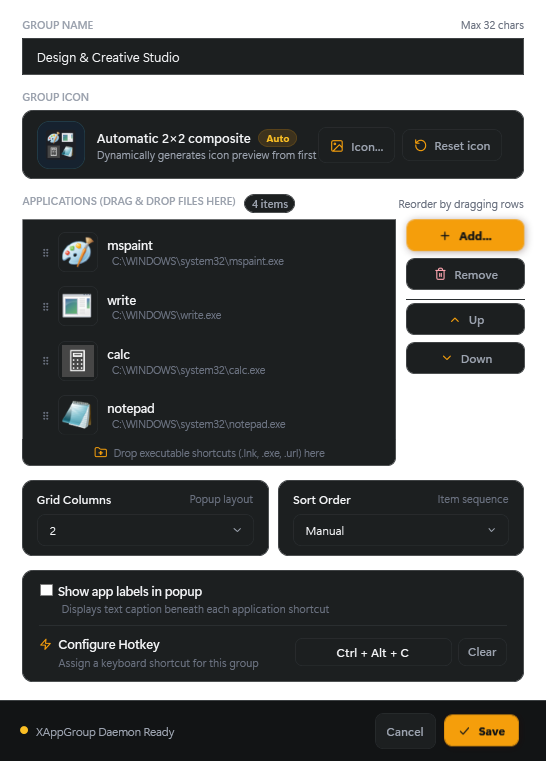 GROUP NAME
Max 32 chars
Design & Creative Studio
GROUP ICON
Automatic 2×2 composite
Auto
Dynamically generates icon preview from first
Icon...
Reset icon
APPLICATIONS (DRAG & DROP FILES HERE)
4 items
Reorder by dragging rows
mspaint
C:\WINDOWS\system32\mspaint.exe
write
C:\WINDOWS\write.exe
calc
C:\WINDOWS\system32\calc.exe
notepad
C:\WINDOWS\system32\notepad.exe
Drop executable shortcuts (.lnk, .exe, .url) here
Add...
Remove
Up
Down
Grid Columns
Popup layout
2
Sort Order
Item sequence
Manual
Show app labels in popup
Displays text caption beneath each application shortcut
Configure Hotkey
Assign a keyboard shortcut for this group
Ctrl + Alt + C
Clear
XAppGroup Daemon Ready
Cancel
Save